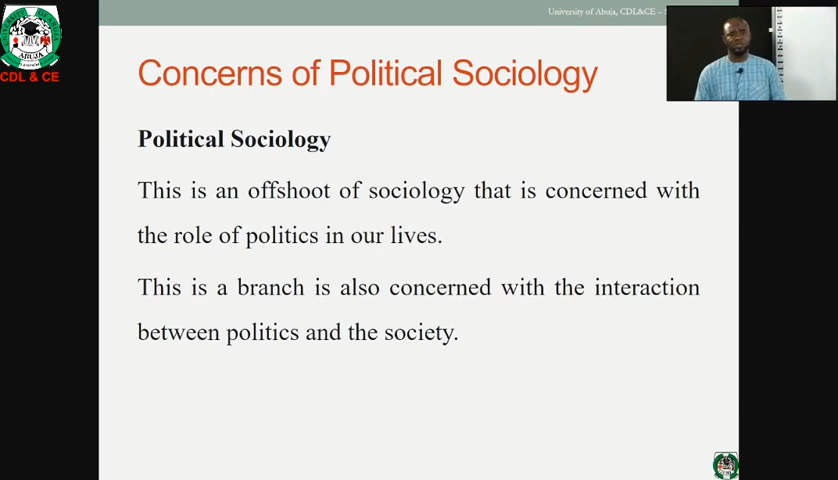 University of Abuja, CDL&CE –
ABUJA
CDL & CE
Concerns of Political Sociology
Political Sociology
This is an offshoot of sociology that is concerned with
the role of politics in our lives.
This is a branch is also concerned with the interaction
between politics and the society.